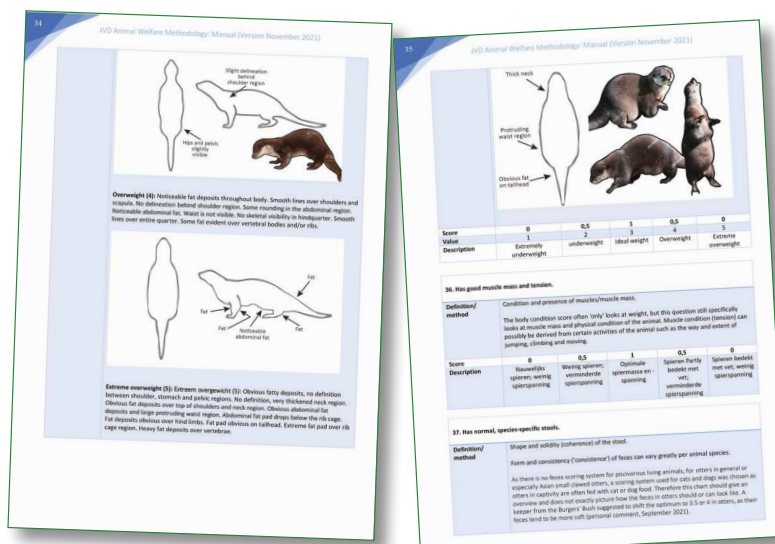 34
JVD Animal Welfare Methodology: Manual (Version November 2021)
Slight delineation
behind
shoulder region
Hips and pelvis
slightly
visible
Overweight (4): Noticeable fat deposits throughout body. Smooth lines over shoulders and
scapula. No delineation behind shoulder region. Some rounding in the abdominal region.
Noticeable abdominal fat. Waist is not visible. No skeletal visibility in hindquarter. Smooth
lines over entire quarter. Some fat evident over vertebral bodies and/or ribs.
Fat
Fat
Fat
Noticeable
abdominal fat
Fat
Extreme overweight (5): Extreem overgewicht (5): Obvious fatty deposits, no definition
between shoulder, stomach and pelvic regions. No definition, very thickened neck region.
Obvious fat deposits over top of shoulders and neck region. Obvious abdominal fat
deposits and large protruding waist region. Abdominal fat pad drops below the rib cage.
Fat deposits obvious over hind limbs. Fat pad obvious on tailhead. Extreme fat pad over rib
cage region. Heavy fat deposits over vertebrae.
35
JVD Animal Welfare Methodology: Manual (Version November 2021)
Thick neck
Protruding
waist region
Obvious fat
on tailhead
Score 0 0,5 1 0,5 0
Value 1 2 3 4 5
Description Extremely underweight Ideal weight Overweight Extreme
underweight overweight
36. Has good muscle mass and tension.
Definition/ Condition and presence of muscles/muscle mass.
method
The body condition score often 'only' looks at weight, but this question still specifically
looks at muscle mass and physical condition of the animal. Muscle condition (tension) can
possibly be derived from certain activities of the animal such as the way and extent of
jumping, climbing and moving.
Score 0 0,5 1 0,5 0
Description Nauwelijks Weinig spieren; Optimale Spieren Partly Spieren bedekt
spieren; weinig verminderde spiermassa en - bedekt met met vet; weinig
spierspanning spierspanning spanning vet; spierspanning
verminderde
spierspanning
37. Has normal, species-specific stools.
Definition/ Shape and solidity (coherence) of the stool.
method
Form and consistency ('consistence') of feces can vary greatly per animal species.
As there is no feces scoring system for piscivorous living animals, for otters in general or
especially Asian small clawed otters, a scoring system used for cats and dogs was chosen as
otters in captivity are often fed with cat or dog food. Therefore this chart should give an
overview and does not exactly picture how the feces in otters should or can look like. A
keeper from the Burgers' Bush suggested to shift the optimum to 3.5 or 4 in otters, as their
feces tend to be more soft (personal comment, September 2021).